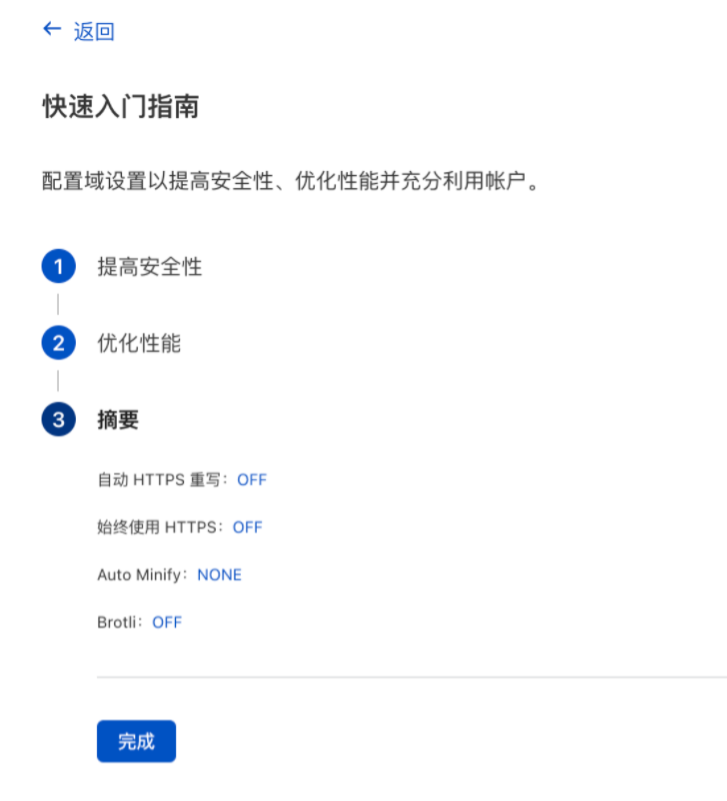 ← 返回
快速入门指南
配置域设置以提高安全性、优化性能并充分利用帐户。
1 提高安全性
2 优化性能
3 摘要
自动 HTTPS 重写：OFF
始终使用 HTTPS：OFF
Auto Minify：NONE
Brotli：OFF
完成